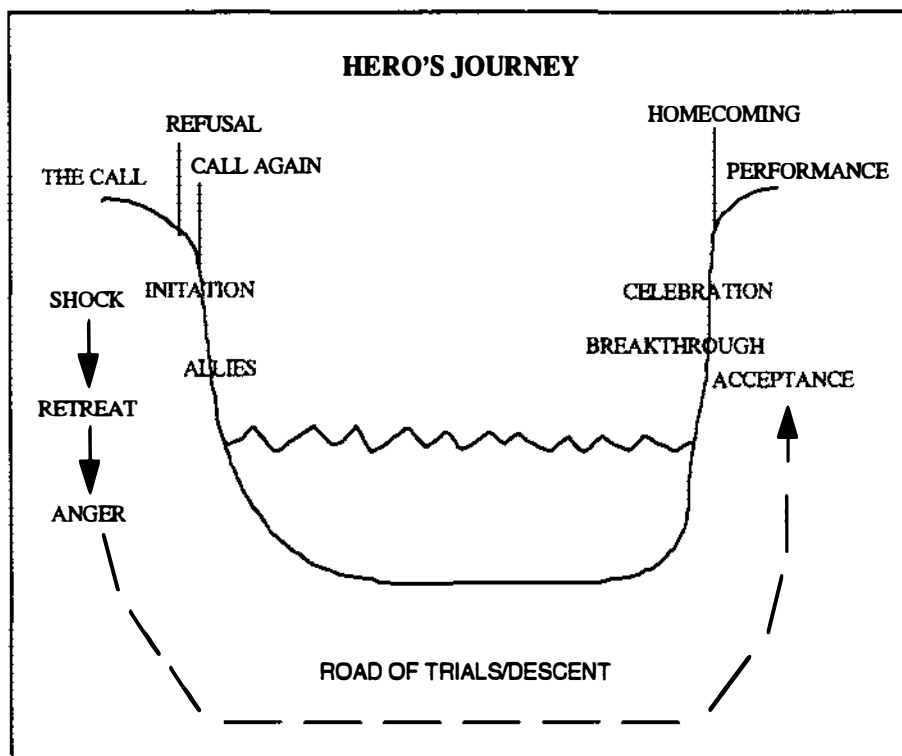 HERO'S JOURNEY
REFUSAL
HOMECOMING
CALL AGAIN
THE CALL
PERFORMANCE
INITATION
CELEBRATION
SHOCK
BREAKTHROUGH
ALLIES
ACCEPTANCE
RETREAT
ANGER
ROAD OF TRIALS/DESCENT